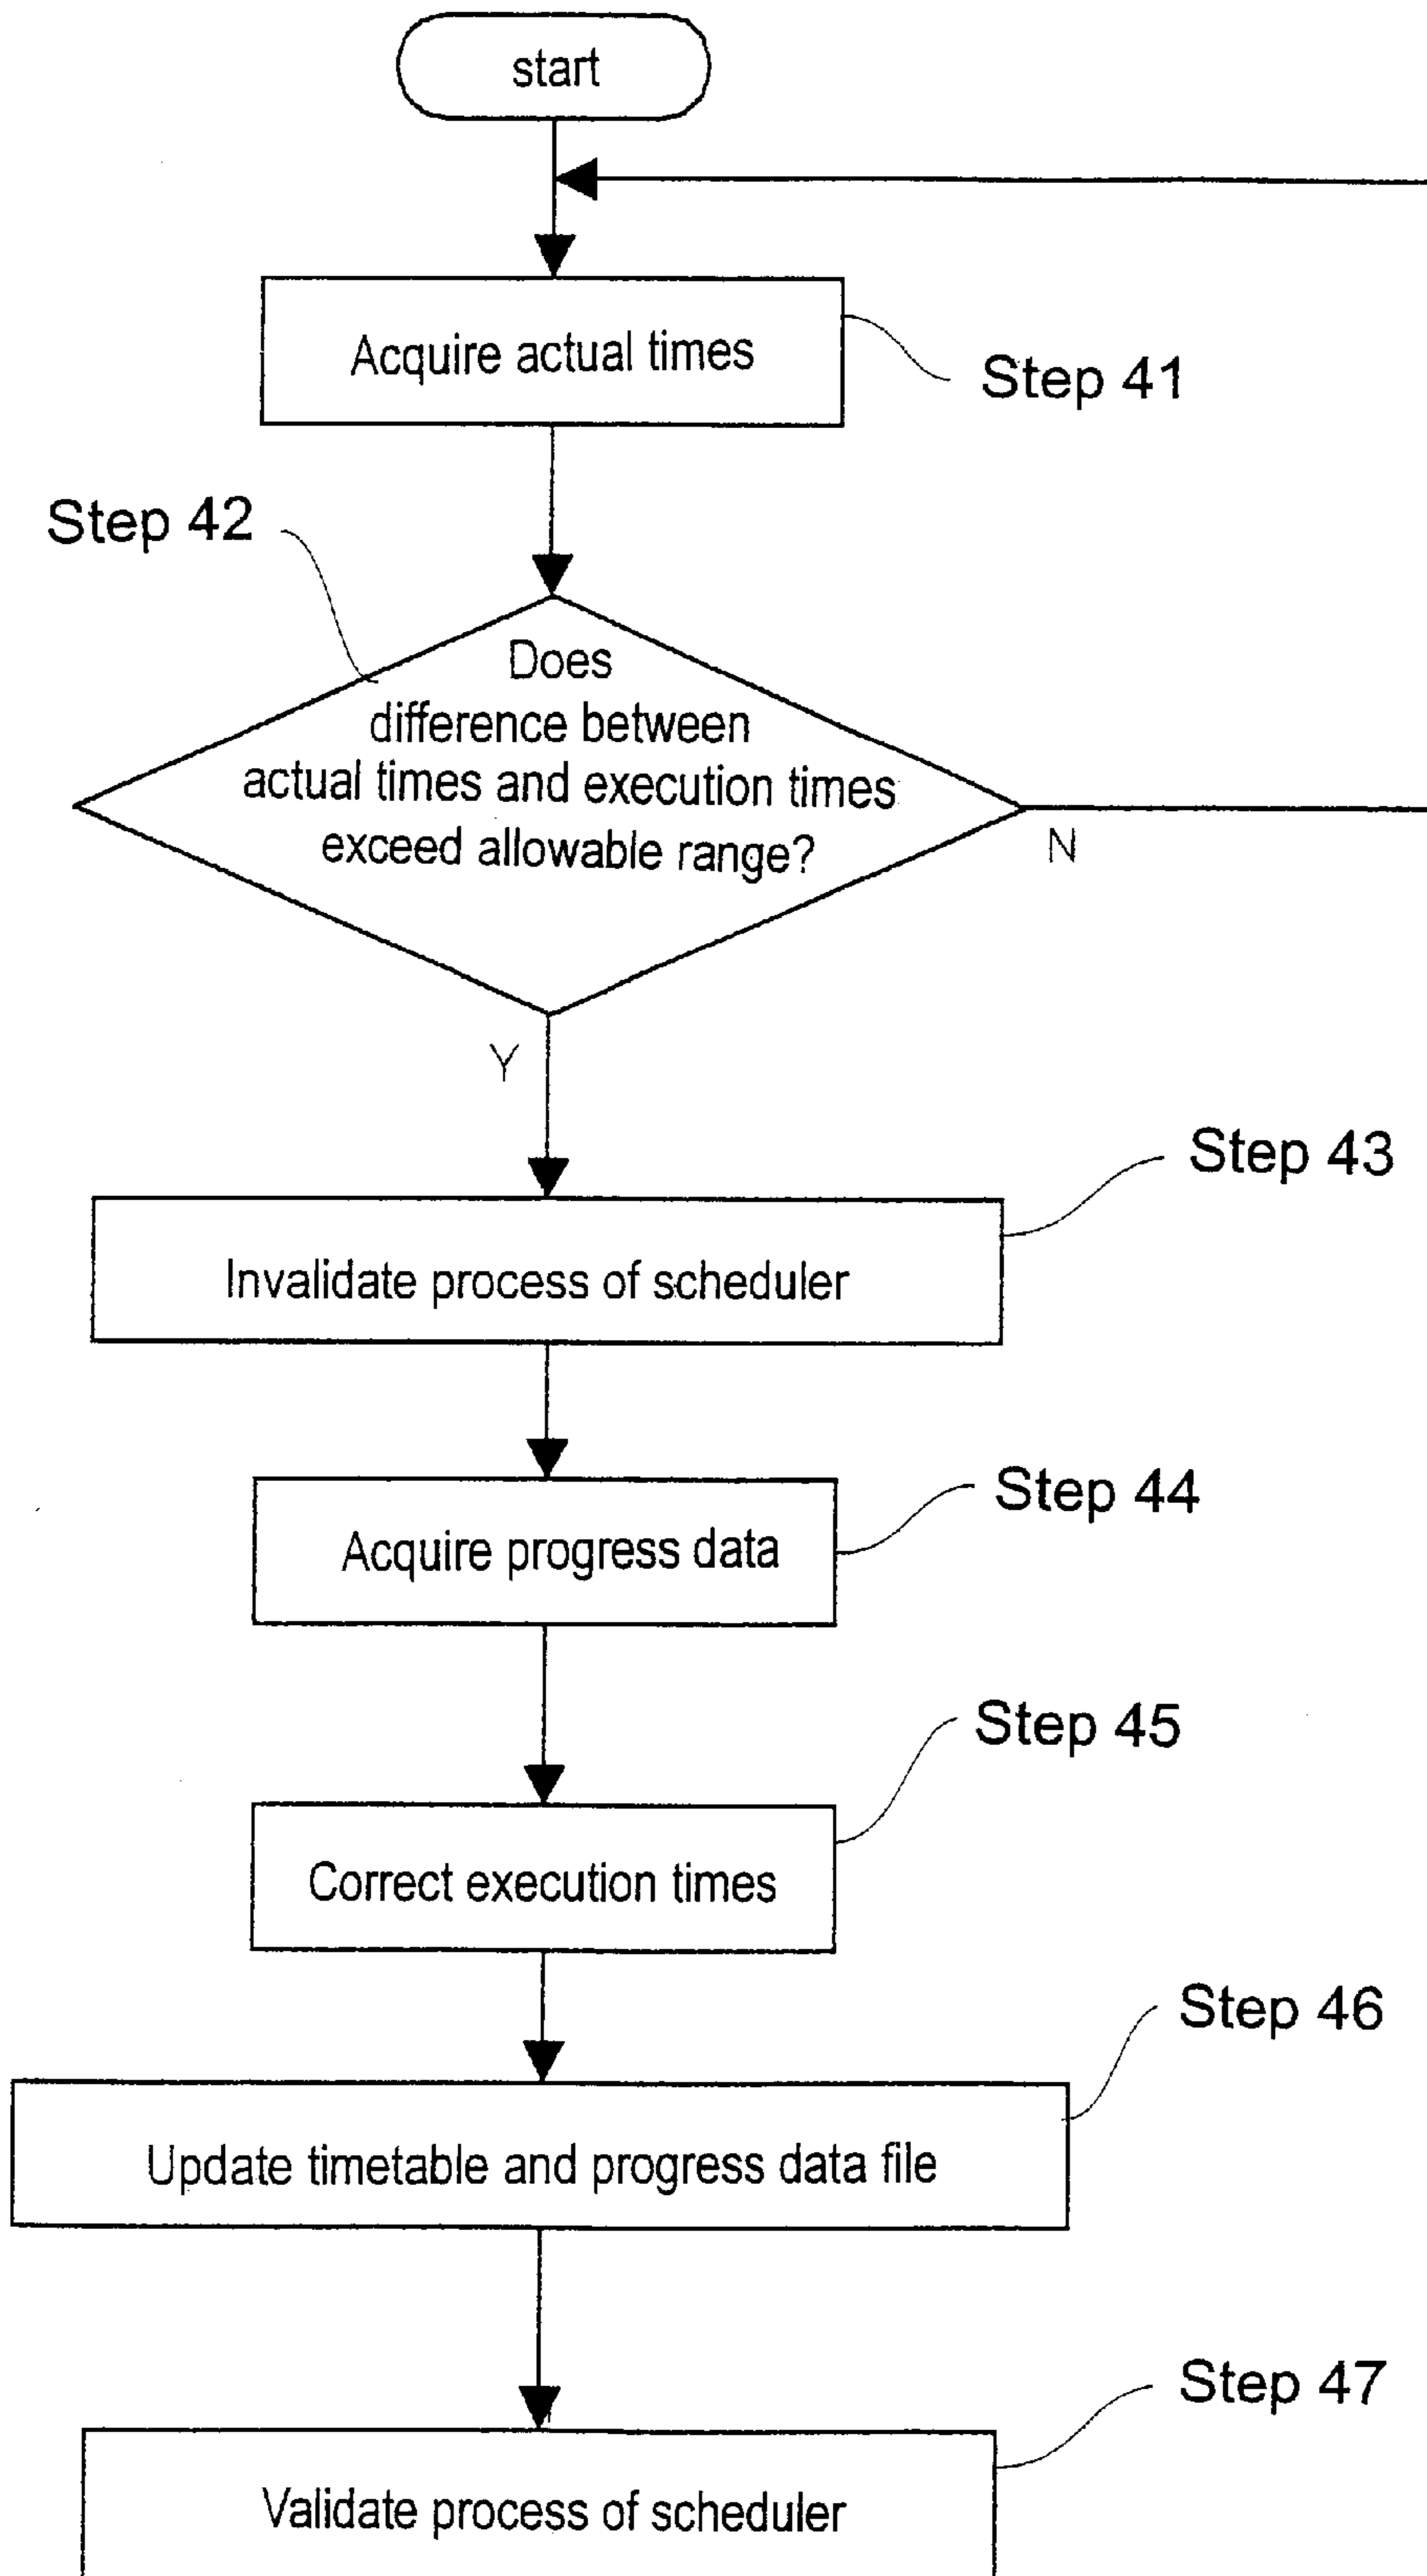 start
Acquire actual times
Step 41
Step 42
Does
difference between
actual times and execution times
exceed allowable range?
N
Y
Step 43
Invalidate process of scheduler
Step 44
Acquire progress data
Step 45
Correct execution times
Step 46
Update timetable and progress data file
Step 47
Validate process of scheduler